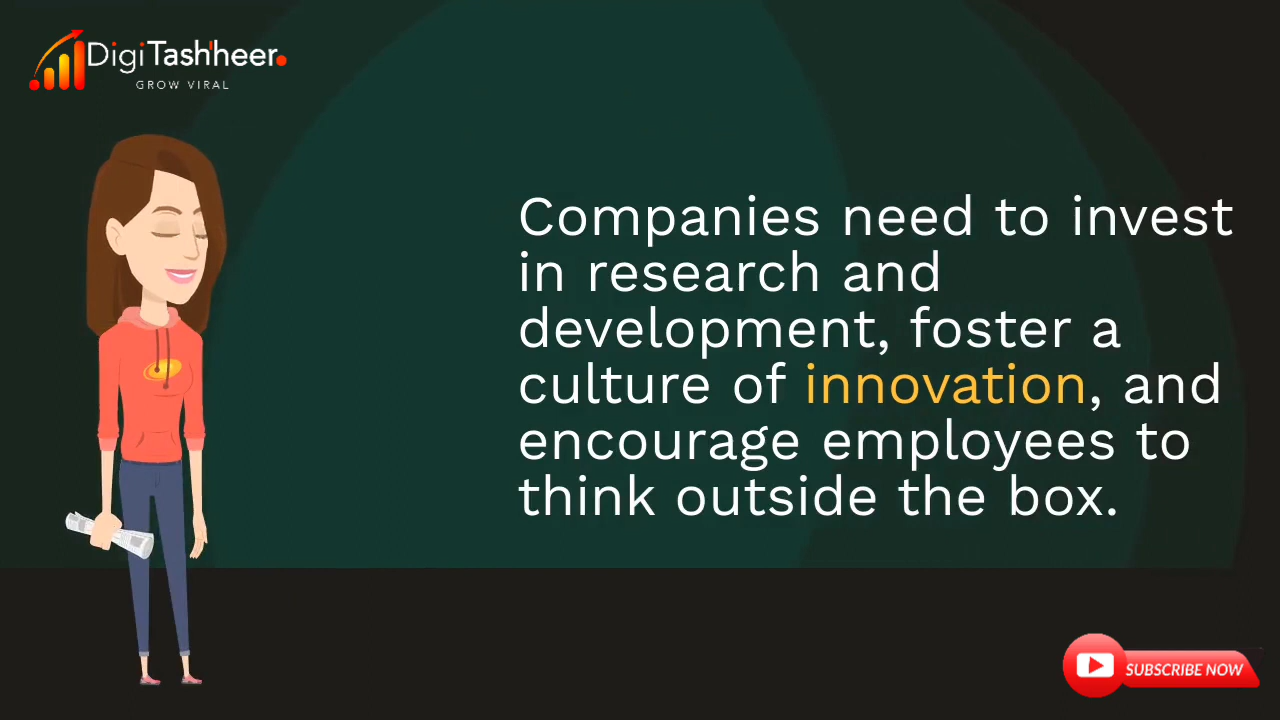 DigiTashheer.
GROW VIRAL
Companies need to invest
in research and
development, foster a
culture of innovation, and
encourage employees to
think outside the box.
SUBSCRIBE NOW